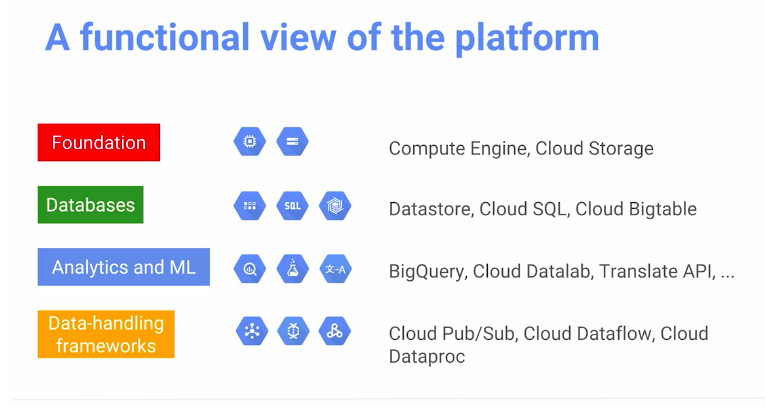 A functional view of the platform
Foundation
Compute Engine, Cloud Storage
Databases
SQL
Datastore, Cloud SQL, Cloud Bigtable
Analytics and ML
文→A
BigQuery, Cloud Datalab, Translate API, ...
Data-handling
frameworks
Cloud Pub/Sub, Cloud Dataflow, Cloud
Dataproc